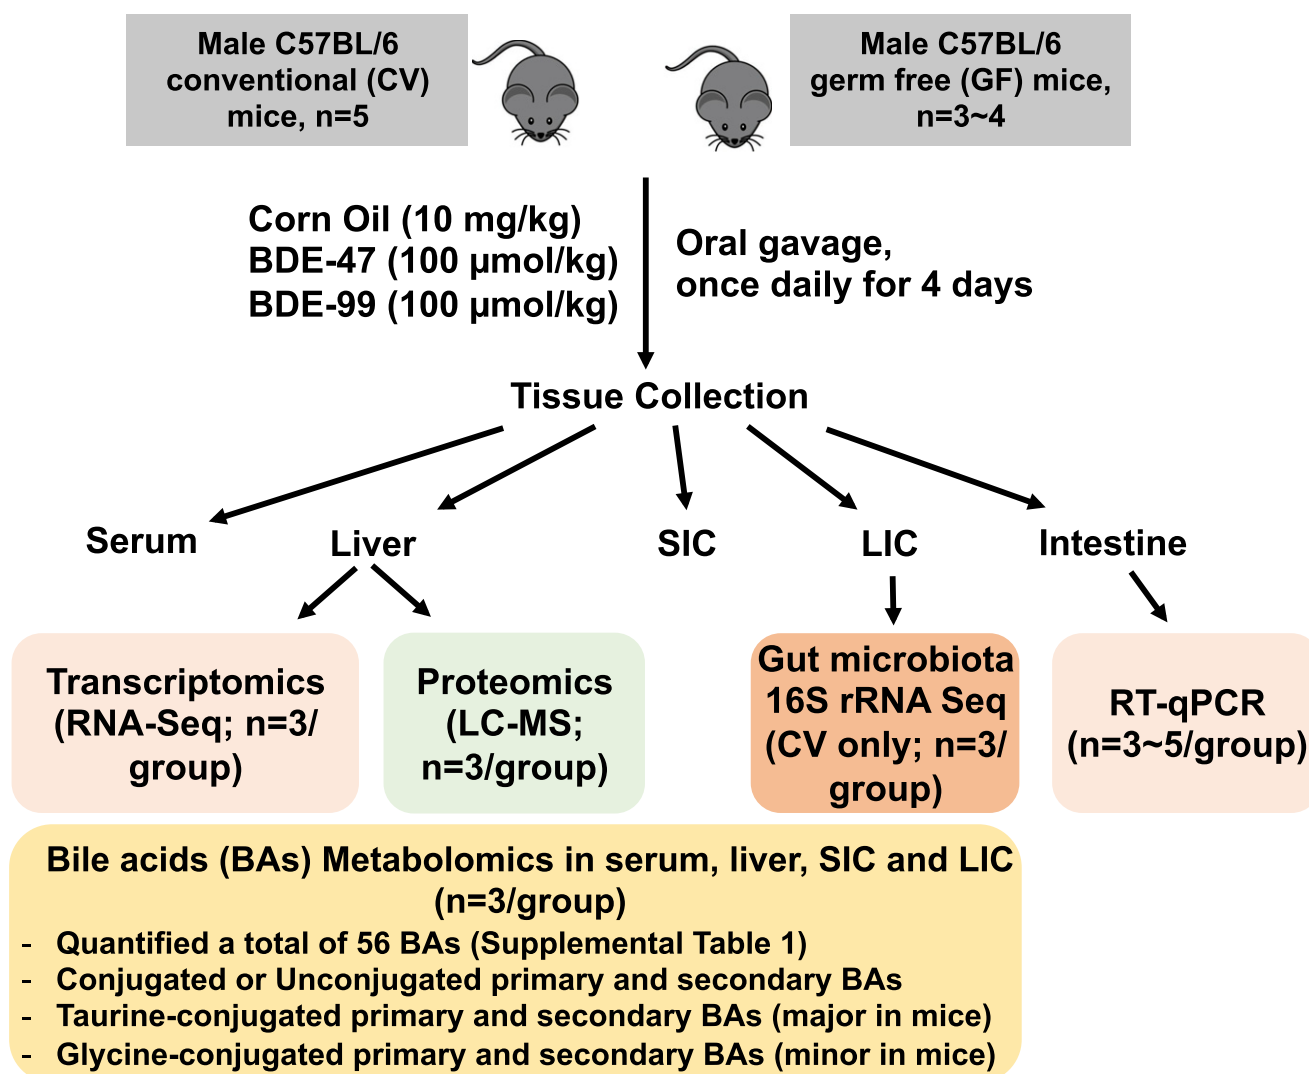 Male C57BL/6
conventional (CV)
mice, n=5
Male C57BL/6
germ free (GF) mice,
n=3~4
Corn Oil (10 mg/kg)
BDE-47 (100 µmol/kg)
BDE-99 (100 µmol/kg)
Oral gavage,
once daily for 4 days
Tissue Collection
Serum
Liver
SIC
LIC
Intestine
Transcriptomics
(RNA-Seq; n=3/
group)
Proteomics
(LC-MS;
n=3/group)
Gut microbiota
16S rRNA Seq
(CV only; n=3/
group)
RT-qPCR
(n=3~5/group)
Bile acids (BAs) Metabolomics in serum, liver, SIC and LIC
(n=3/group)
- Quantified a total of 56 BAs (Supplemental Table 1)
- Conjugated or Unconjugated primary and secondary BAs
- Taurine-conjugated primary and secondary BAs (major in mice)
- Glycine-conjugated primary and secondary BAs (minor in mice)